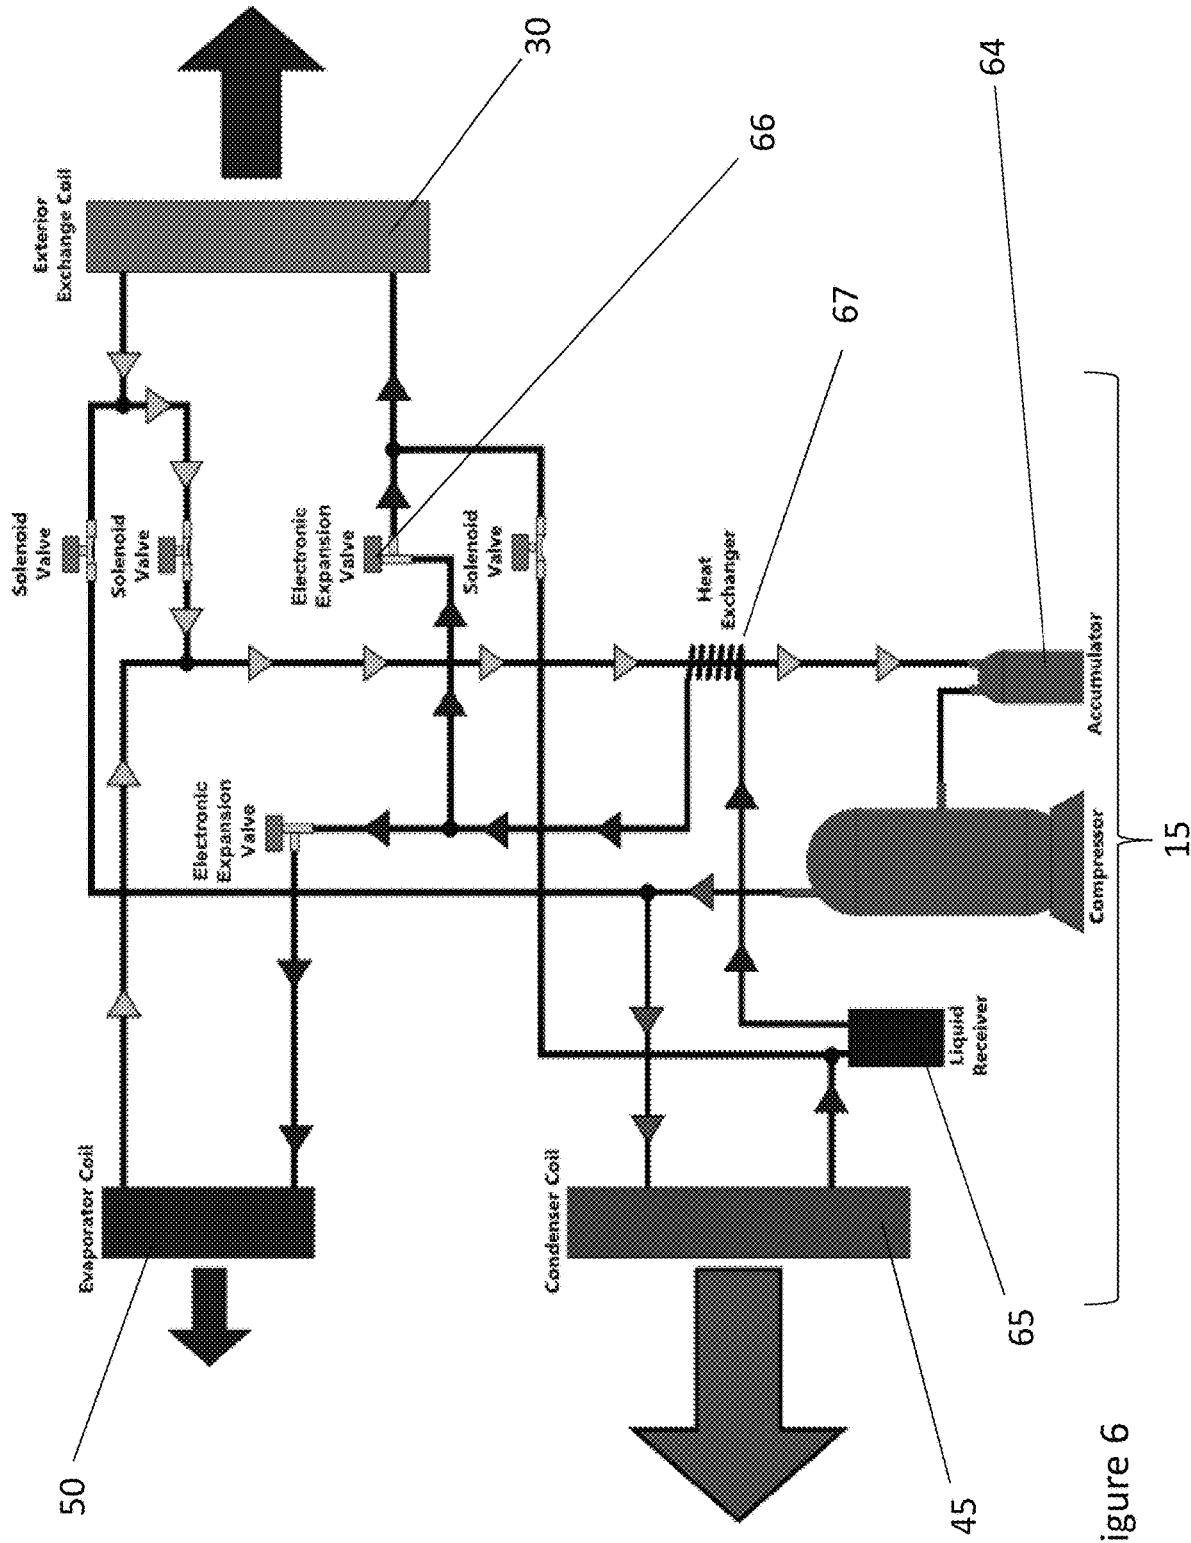 Evaporator Coil
50
Solenoid
Valve
Solenoid
Valve
Exterior
Exchange Coil
30
Electronic
Expansion
Valve
Electronic
Expansion
Valve
66
Solenoid
Valve
Condenser Coil
45
Heat
Exchanger
67
Liquid
Receiver
65
Compressor
Accumulator
64
15
igure 6